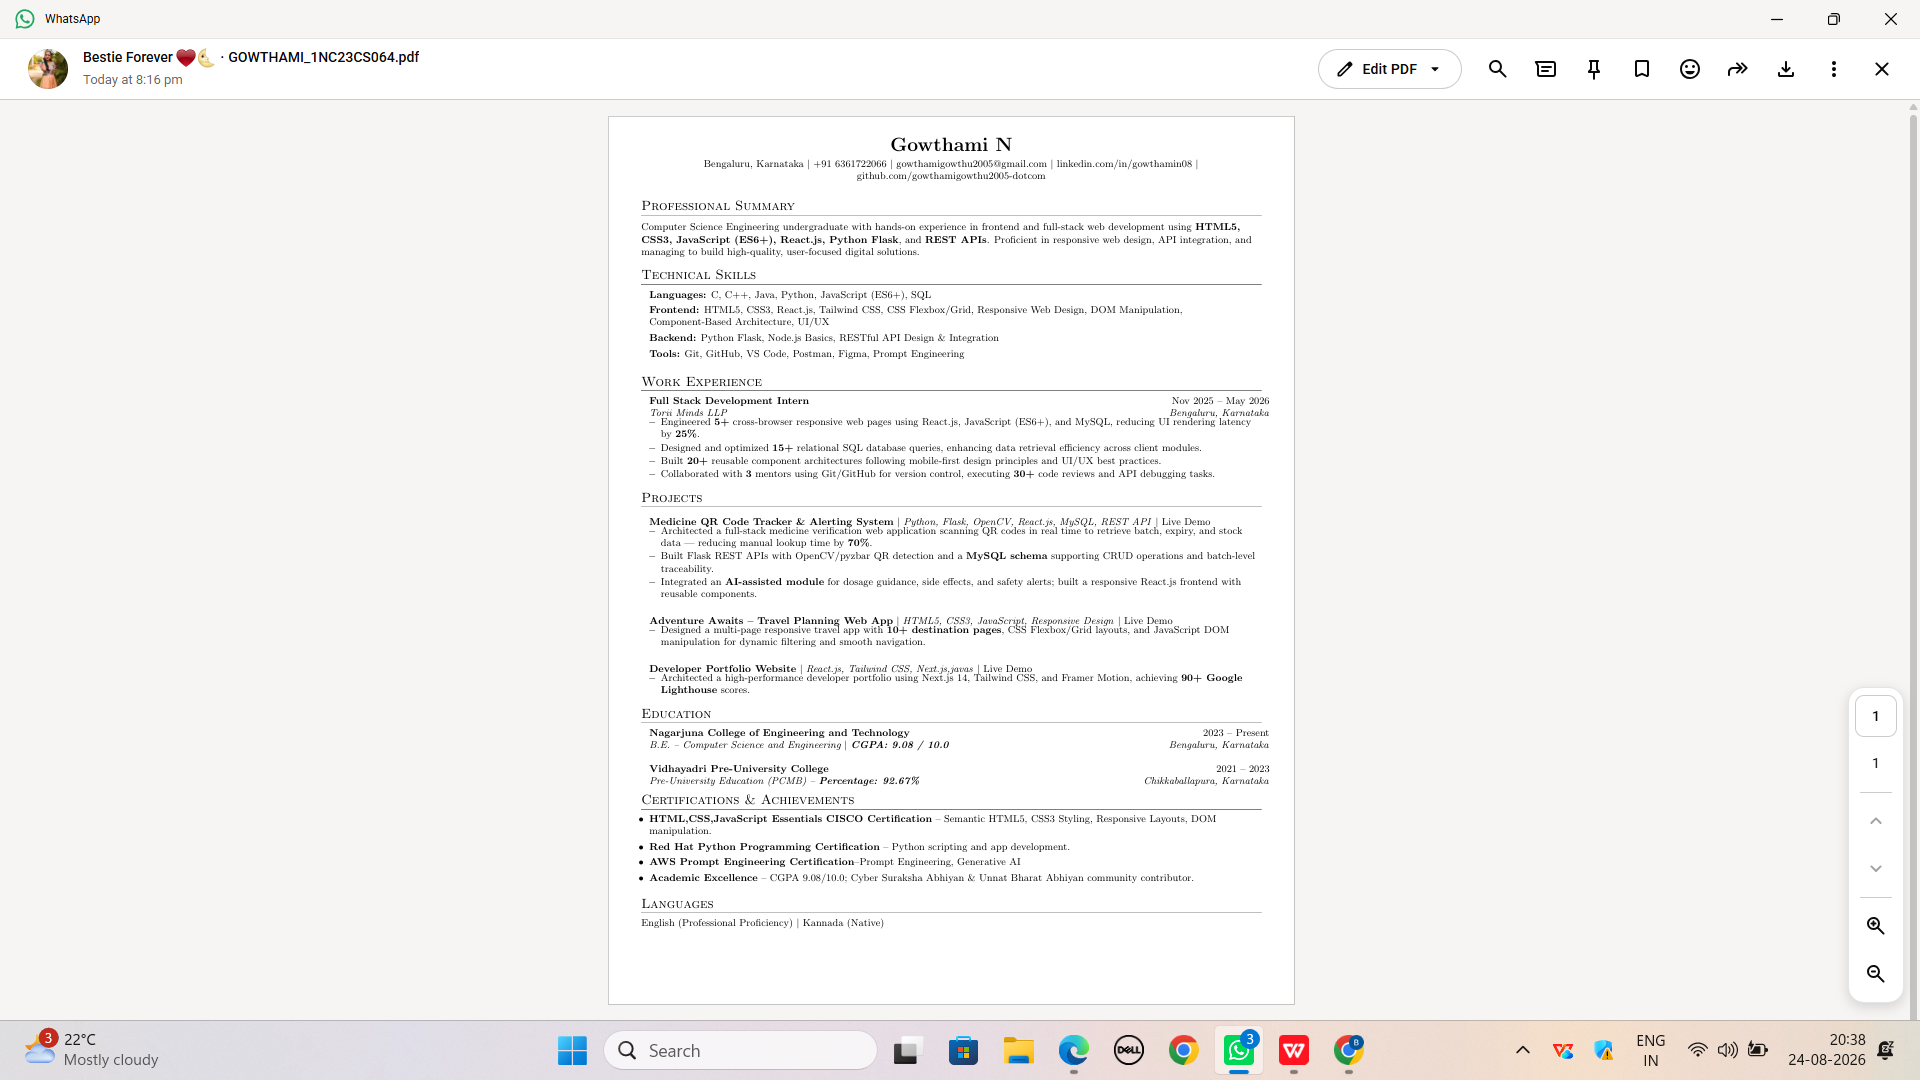 WhatsApp
Bestie Forever ❤️🌜 · GOWTHAMI_1NC23CS064.pdf
Today at 8:16 pm
Edit PDF
Gowthami N
Bengaluru, Karnataka | +91 6361722066 | gowthamigowthu2005@gmail.com | linkedin.com/in/gowthamin08 |
github.com/gowthamigowthu2005-dotcom
Professional Summary
Computer Science Engineering undergraduate with hands-on experience in frontend and full-stack web development using HTML5,
CSS3, JavaScript (ES6+), React.js, Python Flask, and REST APIs. Proficient in responsive web design, API integration, and
managing to build high-quality, user-focused digital solutions.
Technical Skills
Languages: C, C++, Java, Python, JavaScript (ES6+), SQL
Frontend: HTML5, CSS3, React.js, Tailwind CSS, CSS Flexbox/Grid, Responsive Web Design, DOM Manipulation,
Component-Based Architecture, UI/UX
Backend: Python Flask, Node.js Basics, RESTful API Design & Integration
Tools: Git, GitHub, VS Code, Postman, Figma, Prompt Engineering
Work Experience
Full Stack Development Intern Nov 2025 – May 2026
Torii Minds LLP Bengaluru, Karnataka
– Engineered 5+ cross-browser responsive web pages using React.js, JavaScript (ES6+), and MySQL, reducing UI rendering latency
by 25%.
– Designed and optimized 15+ relational SQL database queries, enhancing data retrieval efficiency across client modules.
– Built 20+ reusable component architectures following mobile-first design principles and UI/UX best practices.
– Collaborated with 3 mentors using Git/GitHub for version control, executing 30+ code reviews and API debugging tasks.
Projects
Medicine QR Code Tracker & Alerting System | Python, Flask, OpenCV, React.js, MySQL, REST API | Live Demo
– Architected a full-stack medicine verification web application scanning QR codes in real time to retrieve batch, expiry, and stock
data — reducing manual lookup time by 70%.
– Built Flask REST APIs with OpenCV/pyzbar QR detection and a MySQL schema supporting CRUD operations and batch-level
traceability.
– Integrated an AI-assisted module for dosage guidance, side effects, and safety alerts; built a responsive React.js frontend with
reusable components.
Adventure Awaits – Travel Planning Web App | HTML5, CSS3, JavaScript, Responsive Design | Live Demo
– Designed a multi-page responsive travel app with 10+ destination pages, CSS Flexbox/Grid layouts, and JavaScript DOM
manipulation for dynamic filtering and smooth navigation.
Developer Portfolio Website | React.js, Tailwind CSS, Next.js,javas | Live Demo
– Architected a high-performance developer portfolio using Next.js 14, Tailwind CSS, and Framer Motion, achieving 90+ Google
Lighthouse scores.
Education
Nagarjuna College of Engineering and Technology 2023 – Present
B.E. – Computer Science and Engineering | CGPA: 9.08 / 10.0 Bengaluru, Karnataka
Vidhayadri Pre-University College 2021 – 2023
Pre-University Education (PCMB) – Percentage: 92.67% Chikkaballapura, Karnataka
Certifications & Achievements
• HTML,CSS,JavaScript Essentials CISCO Certification – Semantic HTML5, CSS3 Styling, Responsive Layouts, DOM
manipulation.
• Red Hat Python Programming Certification – Python scripting and app development.
• AWS Prompt Engineering Certification–Prompt Engineering, Generative AI
• Academic Excellence – CGPA 9.08/10.0; Cyber Suraksha Abhiyan & Unnat Bharat Abhiyan community contributor.
Languages
English (Professional Proficiency) | Kannada (Native)
1
1
3
22°C
Mostly cloudy
Search
DELL
3
W
B
ENG
IN
20:38
24-08-2026